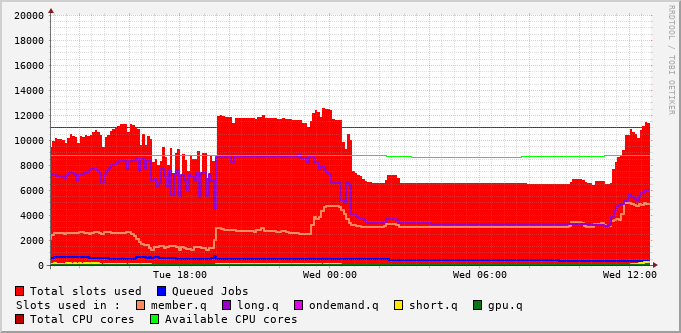 20000
18000
16000
14000
12000
10000
8000
6000
4000
2000
0
Tue 18:00 Wed 00:00 Wed 06:00 Wed 12:00
Total slots used Queued Jobs
Slots used in : member.q long.q ondemand.q short.q gpu.q
Total CPU cores Available CPU cores
RRDTOOL / TOBI OETIKER